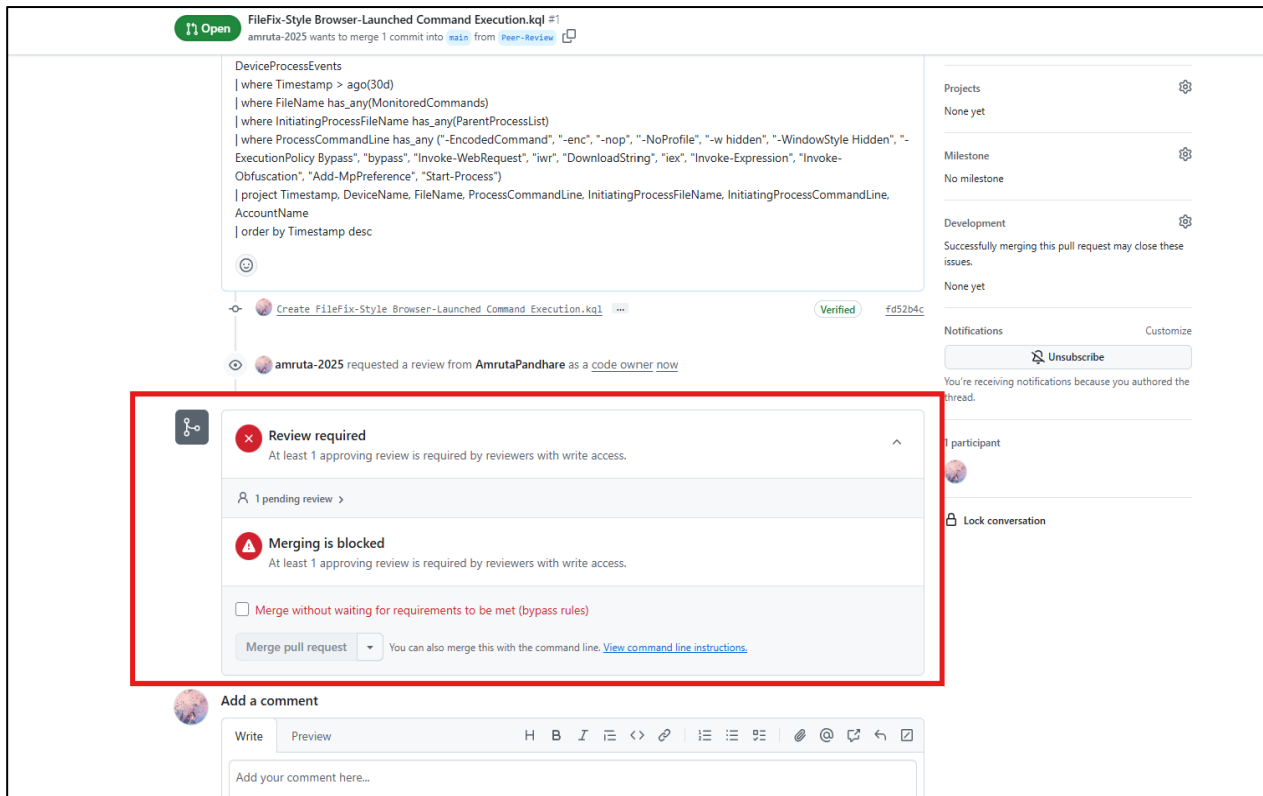 Open
FileFix-Style Browser-Launched Command Execution.kql #1
amruta-2025 wants to merge 1 commit into main from Peer-Review
DeviceProcessEvents
| where Timestamp > ago(30d)
| where FileName has_any(MonitoredCommands)
| where InitiatingProcessFileName has_any(ParentProcessList)
| where ProcessCommandLine has_any ("-EncodedCommand", "-enc", "-nop", "-NoProfile", "-w hidden", "-WindowStyle Hidden", "-
ExecutionPolicy Bypass", "bypass", "Invoke-WebRequest", "iwr", "DownloadString", "iex", "Invoke-Expression", "Invoke-
Obfuscation", "Add-MpPreference", "Start-Process")
| project Timestamp, DeviceName, FileName, ProcessCommandLine, InitiatingProcessFileName, InitiatingProcessCommandLine,
AccountName
| order by Timestamp desc
Create FileFix-Style Browser-Launched Command Execution.kql ...
Verified
fd52b4c
amruta-2025 requested a review from AmrutaPandhare as a code owner now
Review required
At least 1 approving review is required by reviewers with write access.
1 pending review
Merging is blocked
At least 1 approving review is required by reviewers with write access.
Merge without waiting for requirements to be met (bypass rules)
Merge pull request
You can also merge this with the command line. View command line instructions.
Add a comment
Write
Preview
Add your comment here...
Projects
None yet
Milestone
No milestone
Development
Successfully merging this pull request may close these
issues.
None yet
Notifications
Customize
Unsubscribe
You're receiving notifications because you authored the
thread.
1 participant
Lock conversation